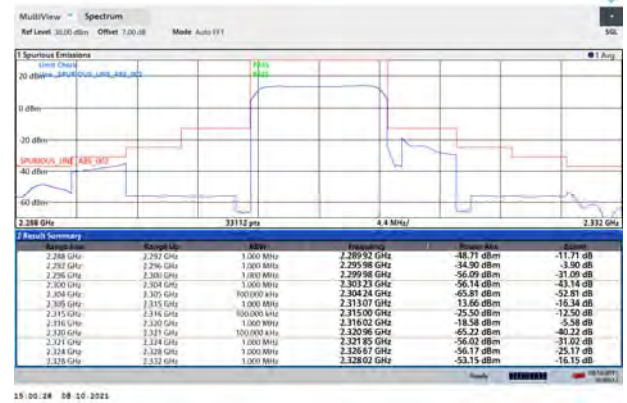 MultiView Spectrum
Ref Level 30.00 dBm Offset 7.00 dB Mode Auto FFT
SGL
1 Spurious Emissions
1 Avg
Limit Check PASS
20 dBm
Line _SPURIOUS_LINE_ABS_002 PASS
0 dBm
-20 dBm
SPURIOUS_LINE_ABS_002
-40 dBm
-60 dBm
2.288 GHz 33112 pts 4.4 MHz/ 2.332 GHz
2 Result Summary
Range Low Range Up RBW Frequency Power Abs ΔLimit
2.288 GHz 2.292 GHz 1.000 MHz 2.28992 GHz -48.71 dBm -11.71 dB
2.292 GHz 2.296 GHz 1.000 MHz 2.29598 GHz -34.90 dBm -3.90 dB
2.296 GHz 2.300 GHz 1.000 MHz 2.29998 GHz -56.09 dBm -31.09 dB
2.300 GHz 2.304 GHz 1.000 MHz 2.30323 GHz -56.14 dBm -43.14 dB
2.304 GHz 2.305 GHz 100.000 kHz 2.30424 GHz -65.81 dBm -52.81 dB
2.305 GHz 2.315 GHz 1.000 MHz 2.31307 GHz 13.66 dBm -16.34 dB
2.315 GHz 2.316 GHz 100.000 kHz 2.31500 GHz -25.50 dBm -12.50 dB
2.316 GHz 2.320 GHz 1.000 MHz 2.31602 GHz -18.58 dBm -5.58 dB
2.320 GHz 2.321 GHz 100.000 kHz 2.32096 GHz -65.22 dBm -40.22 dB
2.321 GHz 2.324 GHz 1.000 MHz 2.32185 GHz -56.02 dBm -31.02 dB
2.324 GHz 2.328 GHz 1.000 MHz 2.32667 GHz -56.17 dBm -25.17 dB
2.328 GHz 2.332 GHz 1.000 MHz 2.32802 GHz -53.15 dBm -16.15 dB
Ready
15:00:28 08.10.2021